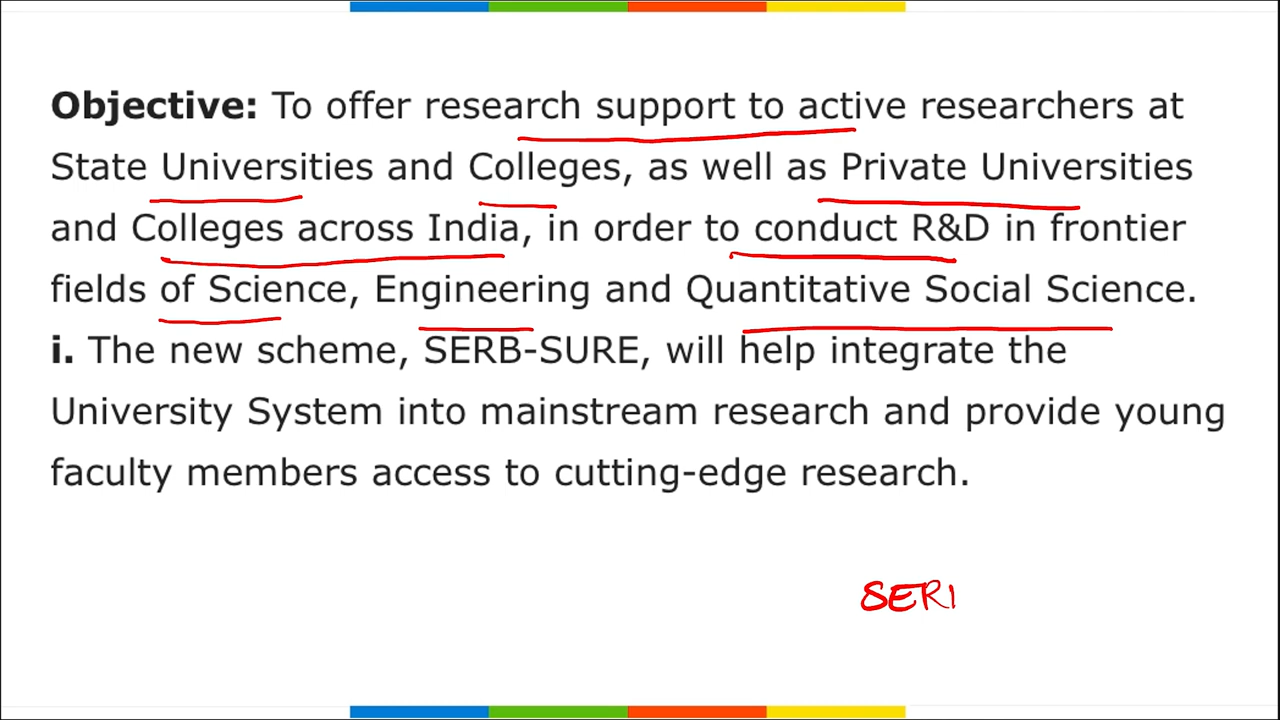 Objective: To offer research support to active researchers at
State Universities and Colleges, as well as Private Universities
and Colleges across India, in order to conduct R&D in frontier
fields of Science, Engineering and Quantitative Social Science.
i. The new scheme, SERB-SURE, will help integrate the
University System into mainstream research and provide young
faculty members access to cutting-edge research.
SERI